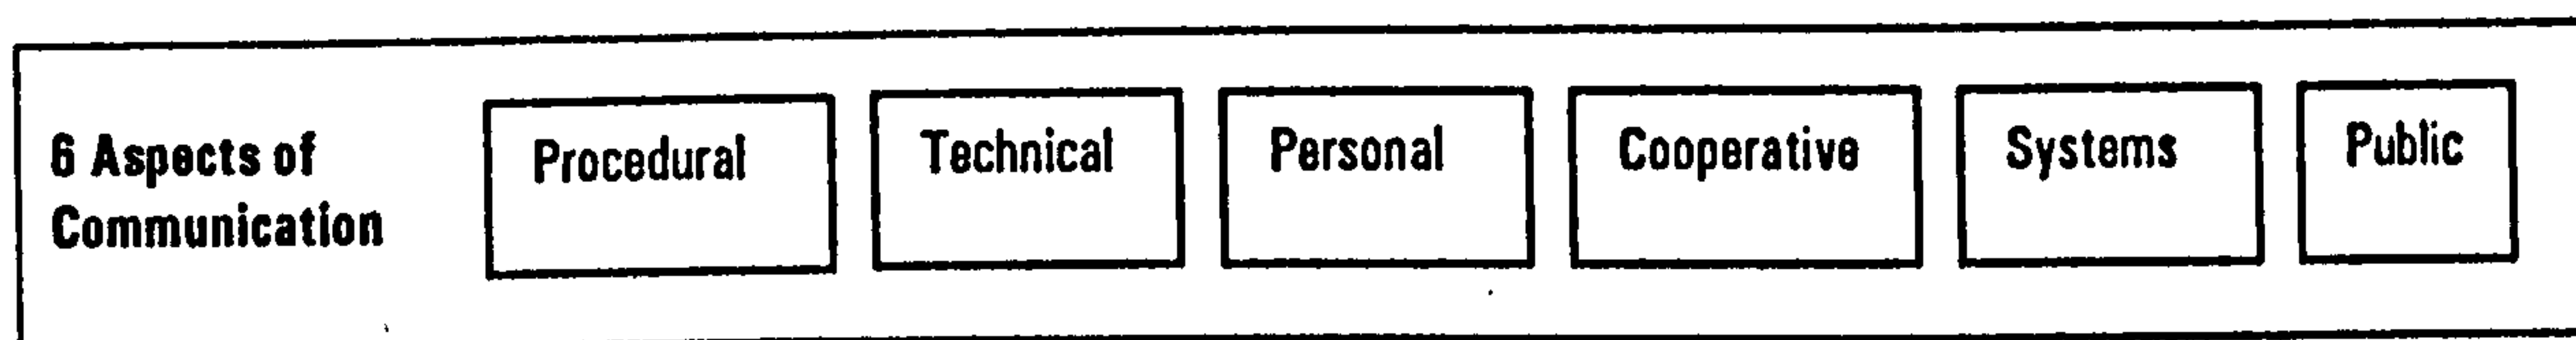 6 Aspects of
Communication
Procedural
Technical
Personal
Cooperative
Systems
Public